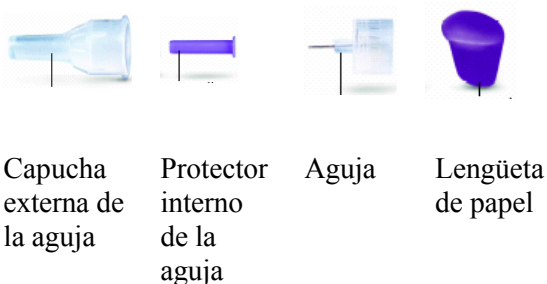 Capucha
externa de
la aguja
Protector
interno
de la
aguja
Aguja
Lengüeta
de papel